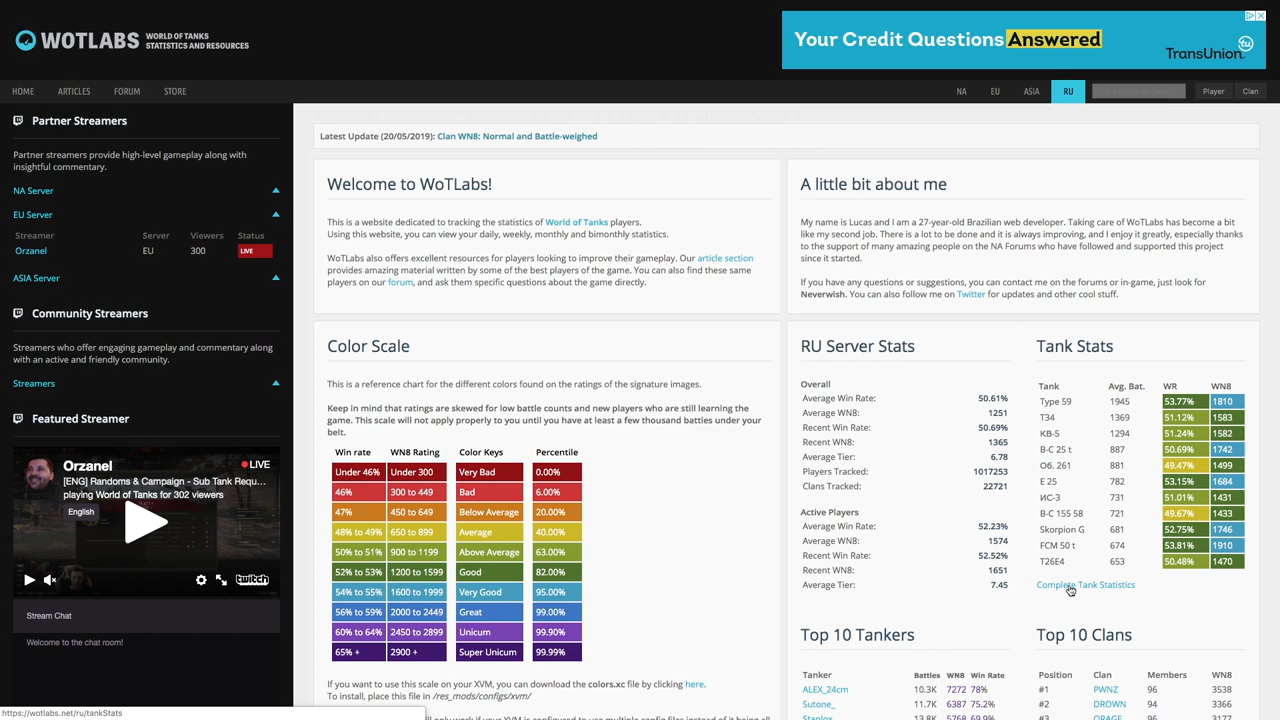 WOTLABS WORLD OF TANKS STATISTICS AND RESOURCES
Your Credit Questions Answered
TransUnion.
tu
HOME ARTICLES FORUM STORE NA EU ASIA RU Player Clan
Partner Streamers
Partner streamers provide high-level gameplay along with
insightful commentary.
NA Server
EU Server
Streamer Server Viewers Status
Orzanel EU 300 LIVE
ASIA Server
Community Streamers
Streamers who offer engaging gameplay and commentary along
with an active and friendly community.
Streamers
Featured Streamer
Orzanel LIVE
[ENG] Randoms & Campaign - Sub Tank Requ...
playing World of Tanks for 302 viewers
English
twitch
Stream Chat
Welcome to the chat room!
https://wotlabs.net/ru/tankStats
Latest Update (20/05/2019): Clan WN8: Normal and Battle-weighed
Welcome to WoTLabs!
This is a website dedicated to tracking the statistics of World of Tanks players.
Using this website, you can view your daily, weekly, monthly and bimonthly statistics.
WoTLabs also offers excellent resources for players looking to improve their gameplay. Our article section
provides amazing material written by some of the best players of the game. You can also find these same
players on our forum, and ask them specific questions about the game directly.
A little bit about me
My name is Lucas and I am a 27-year-old Brazilian web developer. Taking care of WoTLabs has become a bit
like my second job. There is a lot to be done and it is always improving, and I enjoy it greatly, especially thanks
to the support of many amazing people on the NA Forums who have followed and supported this project
since it started.
If you have any questions or suggestions, you can contact me on the forums or in-game, just look for
Neverwish. You can also follow me on Twitter for updates and other cool stuff.
Color Scale
This is a reference chart for the different colors found on the ratings of the signature images.
Keep in mind that ratings are skewed for low battle counts and new players who are still learning the
game. This scale will not apply properly to you until you have at least a few thousand battles under your
belt.
Win rate WN8 Rating Color Keys Percentile
Under 46% Under 300 Very Bad 0.00%
46% 300 to 449 Bad 6.00%
47% 450 to 649 Below Average 20.00%
48% to 49% 650 to 899 Average 40.00%
50% to 51% 900 to 1199 Above Average 63.00%
52% to 53% 1200 to 1599 Good 82.00%
54% to 55% 1600 to 1999 Very Good 95.00%
56% to 59% 2000 to 2449 Great 99.00%
60% to 64% 2450 to 2899 Unicum 99.90%
65% + 2900 + Super Unicum 99.99%
If you want to use this scale on your XVM, you can download the colors.xc file by clicking here.
To install, place this file in /res_mods/configs/xvm/
will only work if your XVM is configured to use multiple config files instead of it being all
RU Server Stats
Overall
Average Win Rate: 50.61%
Average WN8: 1251
Recent Win Rate: 50.69%
Recent WN8: 1365
Average Tier: 6.78
Players Tracked: 1017253
Clans Tracked: 22721
Active Players
Average Win Rate: 52.23%
Average WN8: 1574
Recent Win Rate: 52.52%
Recent WN8: 1651
Average Tier: 7.45
Tank Stats
Tank Avg. Bat. WR WN8
Type 59 1945 53.77% 1810
T34 1369 51.12% 1583
KB-5 1294 51.24% 1582
B-C 25 t 887 50.69% 1742
Об. 261 881 49.47% 1499
E 25 782 53.15% 1684
ИС-3 731 51.01% 1431
B-C 155 58 721 49.67% 1433
Skorpion G 681 52.75% 1746
FCM 50 t 674 53.81% 1910
T26E4 653 50.48% 1470
Complete Tank Statistics
Top 10 Tankers
Tanker Battles WN8 Win Rate
ALEX_24cm 10.3K 7272 78%
Sutone_ 11.7K 6387 75.2%
Stanlox 13.8K 5768 69.9%
Top 10 Clans
Position Clan Members WN8
#1 PWNZ 96 3538
#2 DROWN 94 3366
#3 ORAGE 96 3177